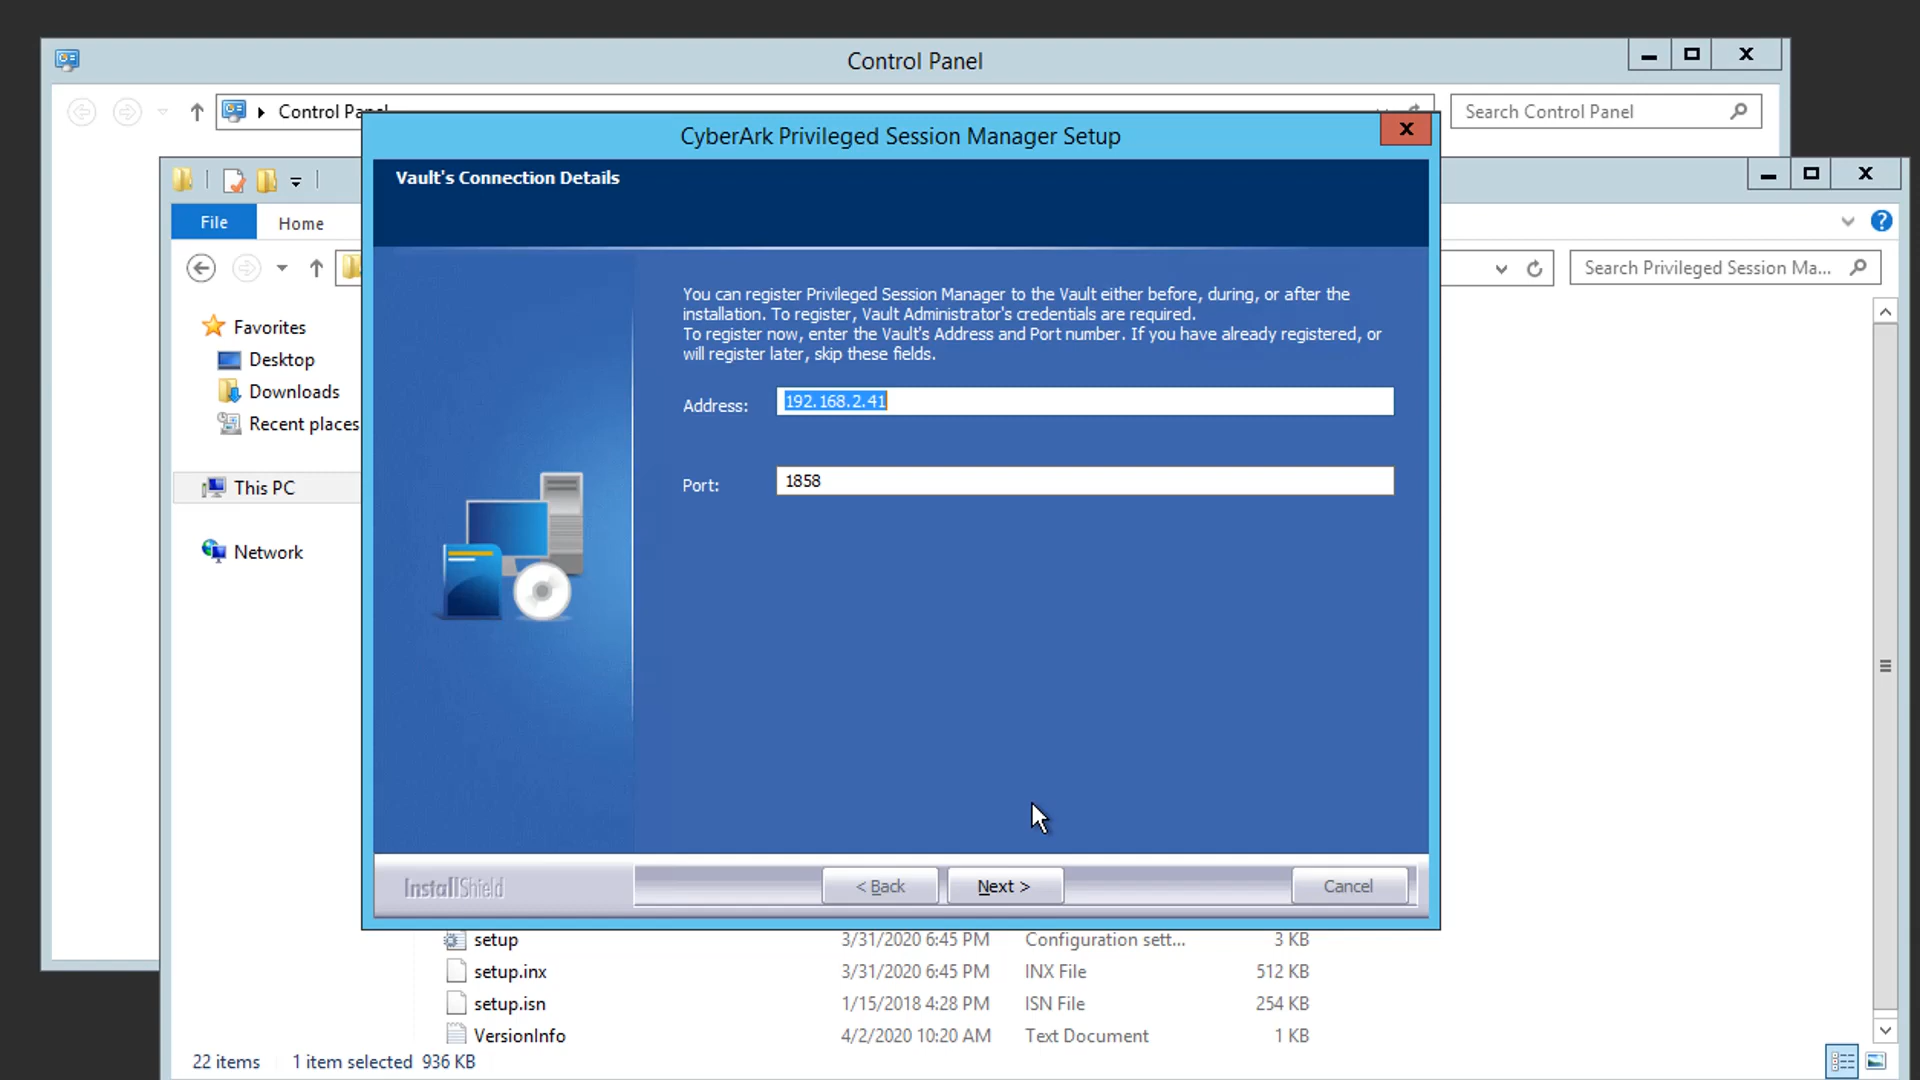 Control Panel
Control Panel
Search Control Panel
CyberArk Privileged Session Manager Setup
Vault's Connection Details
File
Home
Search Privileged Session Ma...
You can register Privileged Session Manager to the Vault either before, during, or after the
installation. To register, Vault Administrator's credentials are required.
To register now, enter the Vault's Address and Port number. If you have already registered, or
will register later, skip these fields.
Favorites
Desktop
Downloads
Recent places
This PC
Network
Address: 192.168.2.41
Port: 1858
InstallShield
< Back
Next >
Cancel
setup 3/31/2020 6:45 PM Configuration sett... 3 KB
setup.inx 3/31/2020 6:45 PM INX File 512 KB
setup.isn 1/15/2018 4:28 PM ISN File 254 KB
VersionInfo 4/2/2020 10:20 AM Text Document 1 KB
22 items 1 item selected 936 KB